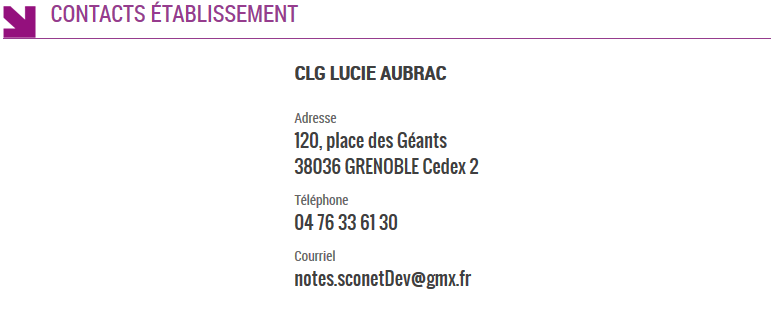 CONTACTS ÉTABLISSEMENT
CLG LUCIE AUBRAC
Adresse
120, place des Géants
38036 GRENOBLE Cedex 2
Téléphone
04 76 33 61 30
Courriel
notes.sconetDev@gmx.fr